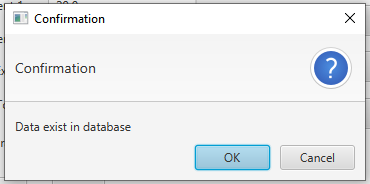 Confirmation
Confirmation
?
Data exist in database
OK
Cancel